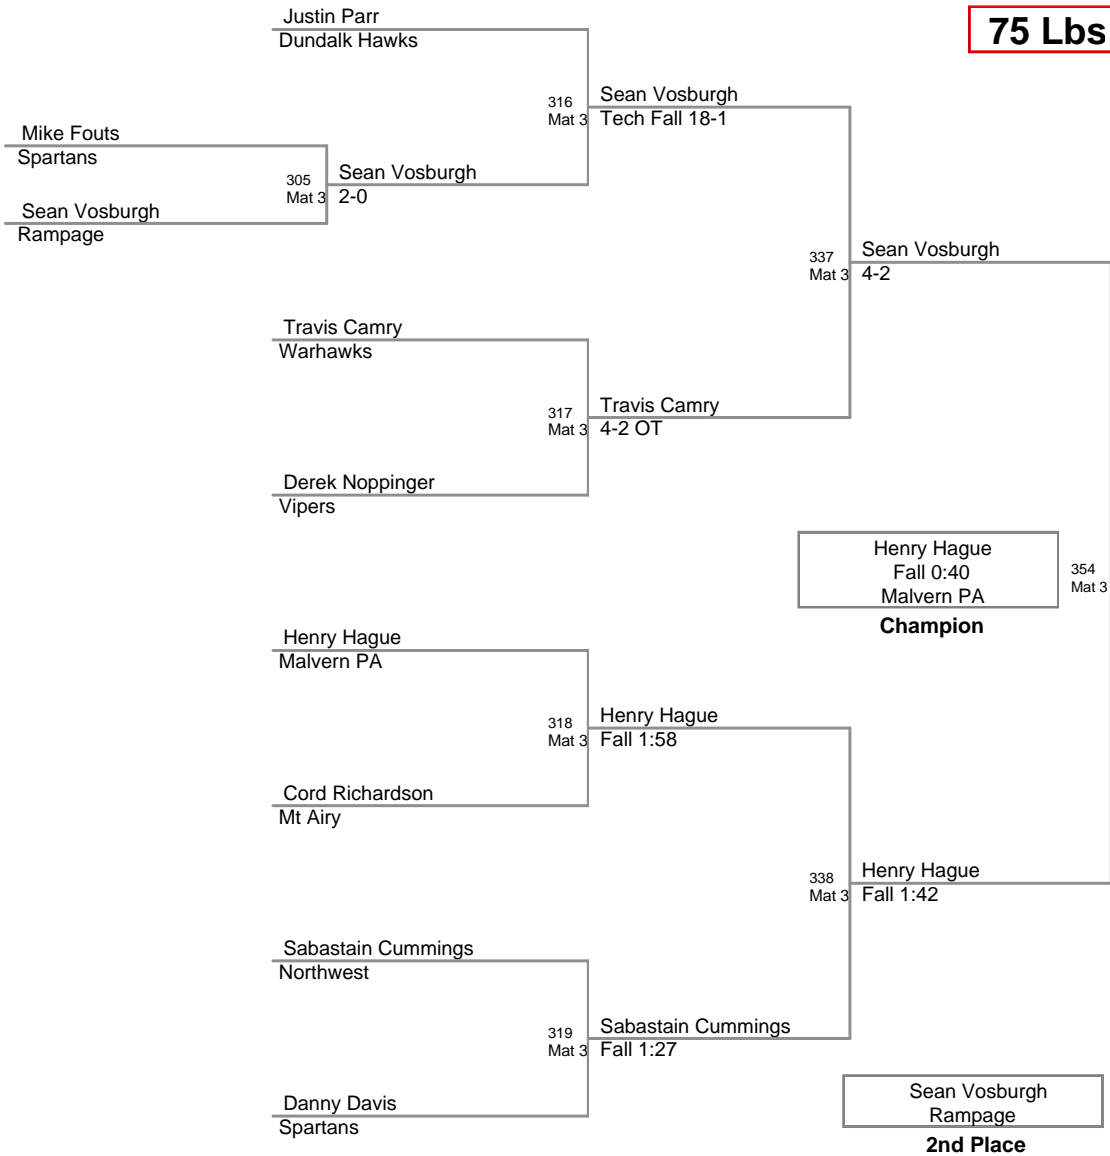 Justin Parr
Dundalk Hawks
75 Lbs
316
Mat 3
Sean Vosburgh
Tech Fall 18-1
Mike Fouts
Spartans
305
Mat 3
Sean Vosburgh
2-0
Sean Vosburgh
Rampage
337
Mat 3
Sean Vosburgh
4-2
Travis Camry
Warhawks
317
Mat 3
Travis Camry
4-2 OT
Derek Noppinger
Vipers
Henry Hague
Fall 0:40
Malvern PA
Champion
354
Mat 3
Henry Hague
Malvern PA
318
Mat 3
Henry Hague
Fall 1:58
Cord Richardson
Mt Airy
338
Mat 3
Henry Hague
Fall 1:42
Sabastain Cummings
Northwest
319
Mat 3
Sabastain Cummings
Fall 1:27
Danny Davis
Spartans
Sean Vosburgh
Rampage
2nd Place